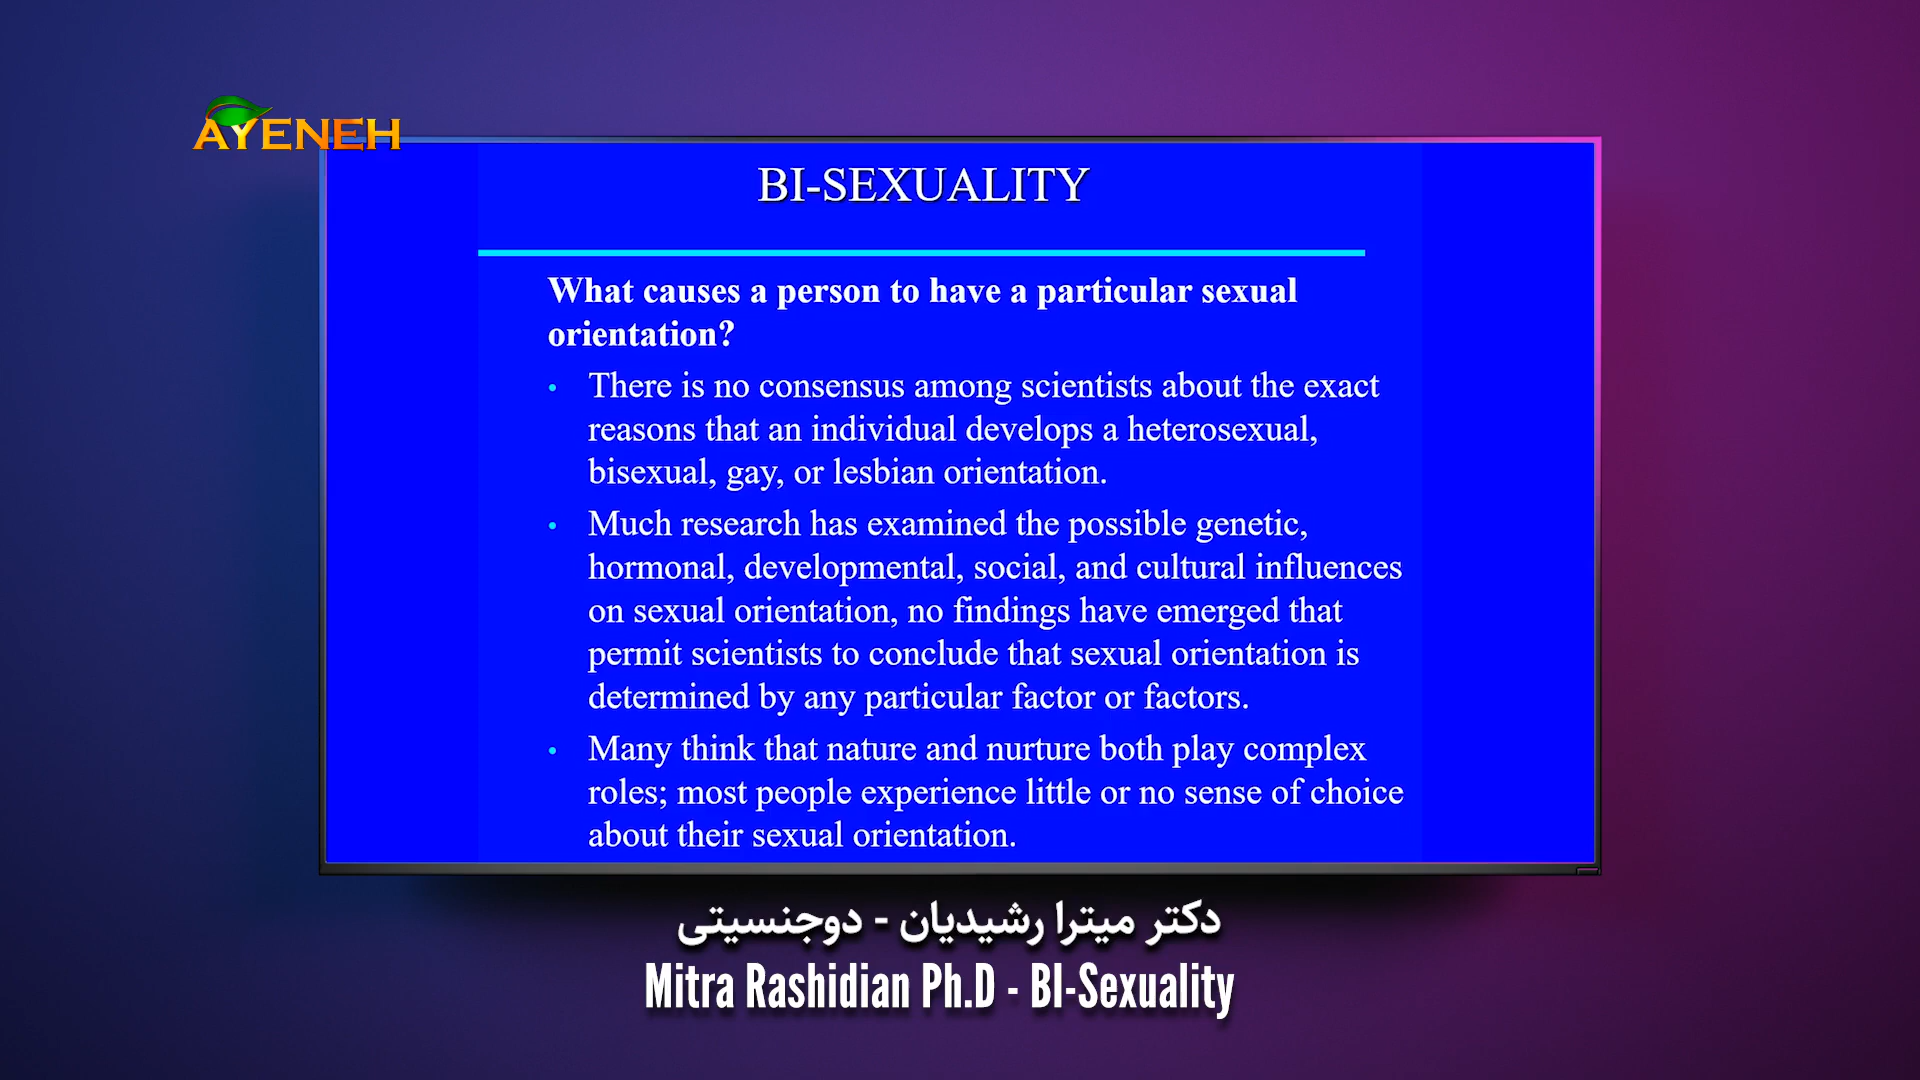 AYENEH
BI-SEXUALITY
What causes a person to have a particular sexual
orientation?
• There is no consensus among scientists about the exact
reasons that an individual develops a heterosexual,
bisexual, gay, or lesbian orientation.
• Much research has examined the possible genetic,
hormonal, developmental, social, and cultural influences
on sexual orientation, no findings have emerged that
permit scientists to conclude that sexual orientation is
determined by any particular factor or factors.
• Many think that nature and nurture both play complex
roles; most people experience little or no sense of choice
about their sexual orientation.
دکتر میترا رشیدیان - دوجنسیتی
Mitra Rashidian Ph.D - BI-Sexuality